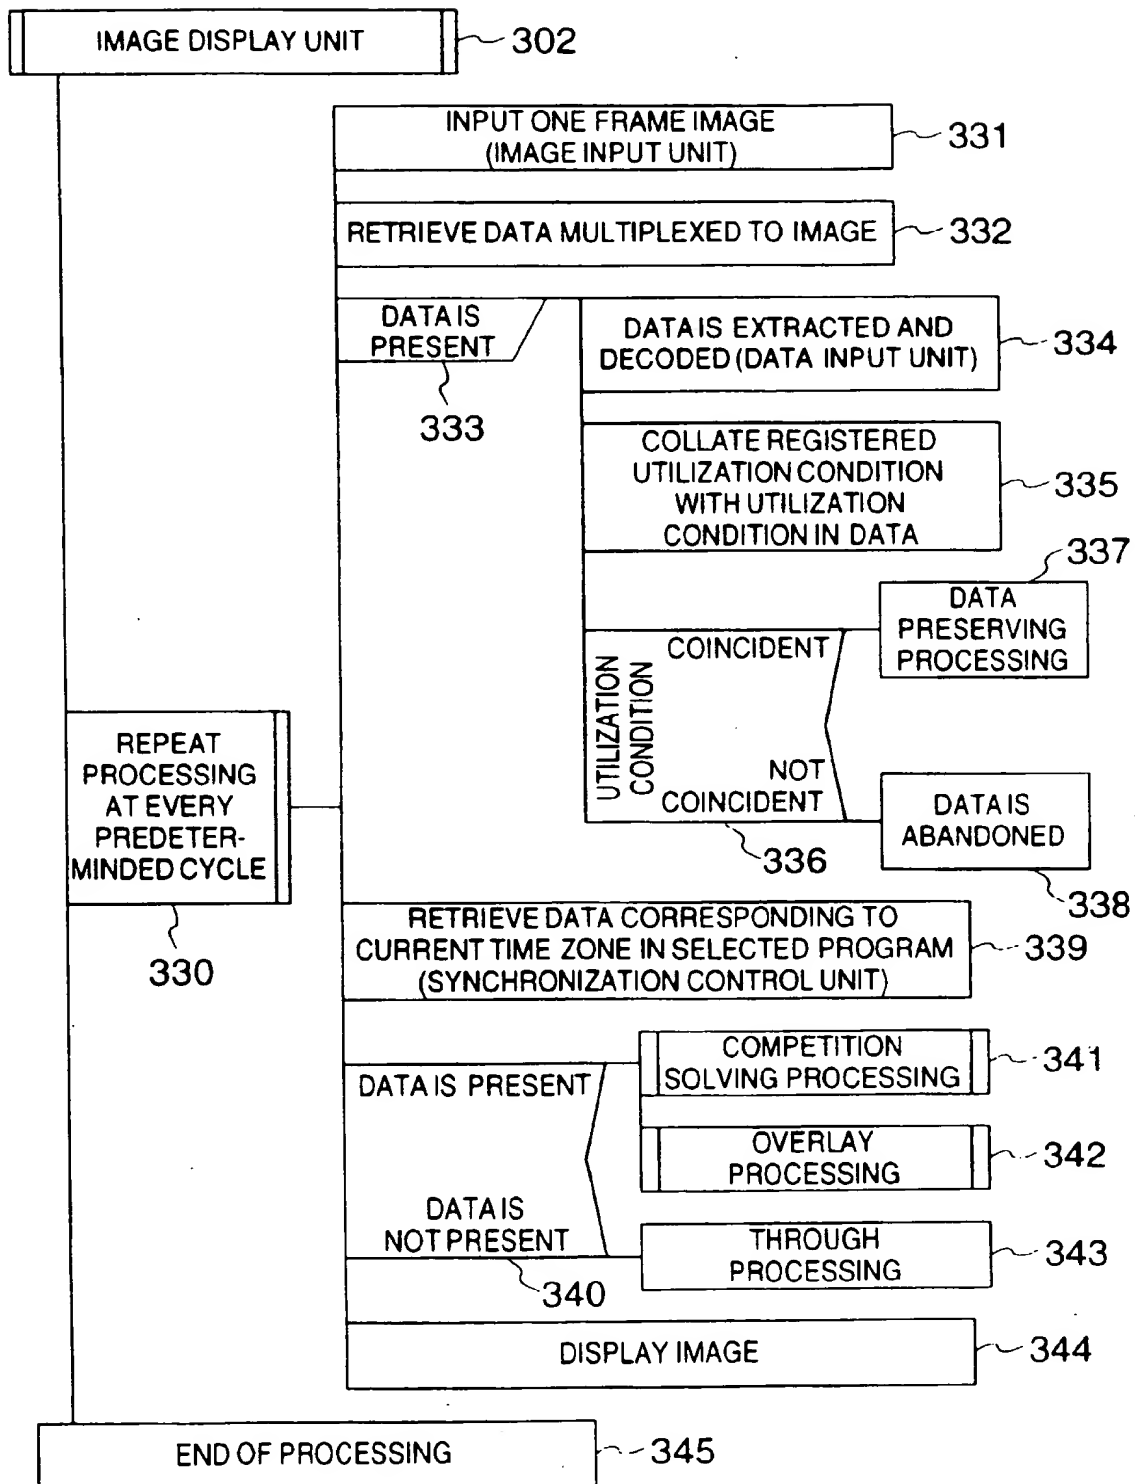 IMAGE DISPLAY UNIT 302
INPUT ONE FRAME IMAGE
(IMAGE INPUT UNIT) 331
RETRIEVE DATA MULTIPLEXED TO IMAGE 332
DATA IS
PRESENT
333
DATA IS EXTRACTED AND
DECODED (DATA INPUT UNIT) 334
COLLATE REGISTERED
UTILIZATION CONDITION
WITH UTILIZATION
CONDITION IN DATA
335
UTILIZATION
CONDITION
COINCIDENT
NOT
COINCIDENT
336
337
DATA
PRESERVING
PROCESSING
DATA IS
ABANDONED
338
REPEAT
PROCESSING
AT EVERY
PREDETER-
MINDED CYCLE
330
RETRIEVE DATA CORRESPONDING TO
CURRENT TIME ZONE IN SELECTED PROGRAM
(SYNCHRONIZATION CONTROL UNIT)
339
DATA IS PRESENT
DATA IS
NOT PRESENT
340
COMPETITION
SOLVING PROCESSING
341
OVERLAY
PROCESSING
342
THROUGH
PROCESSING
343
DISPLAY IMAGE 344
END OF PROCESSING 345